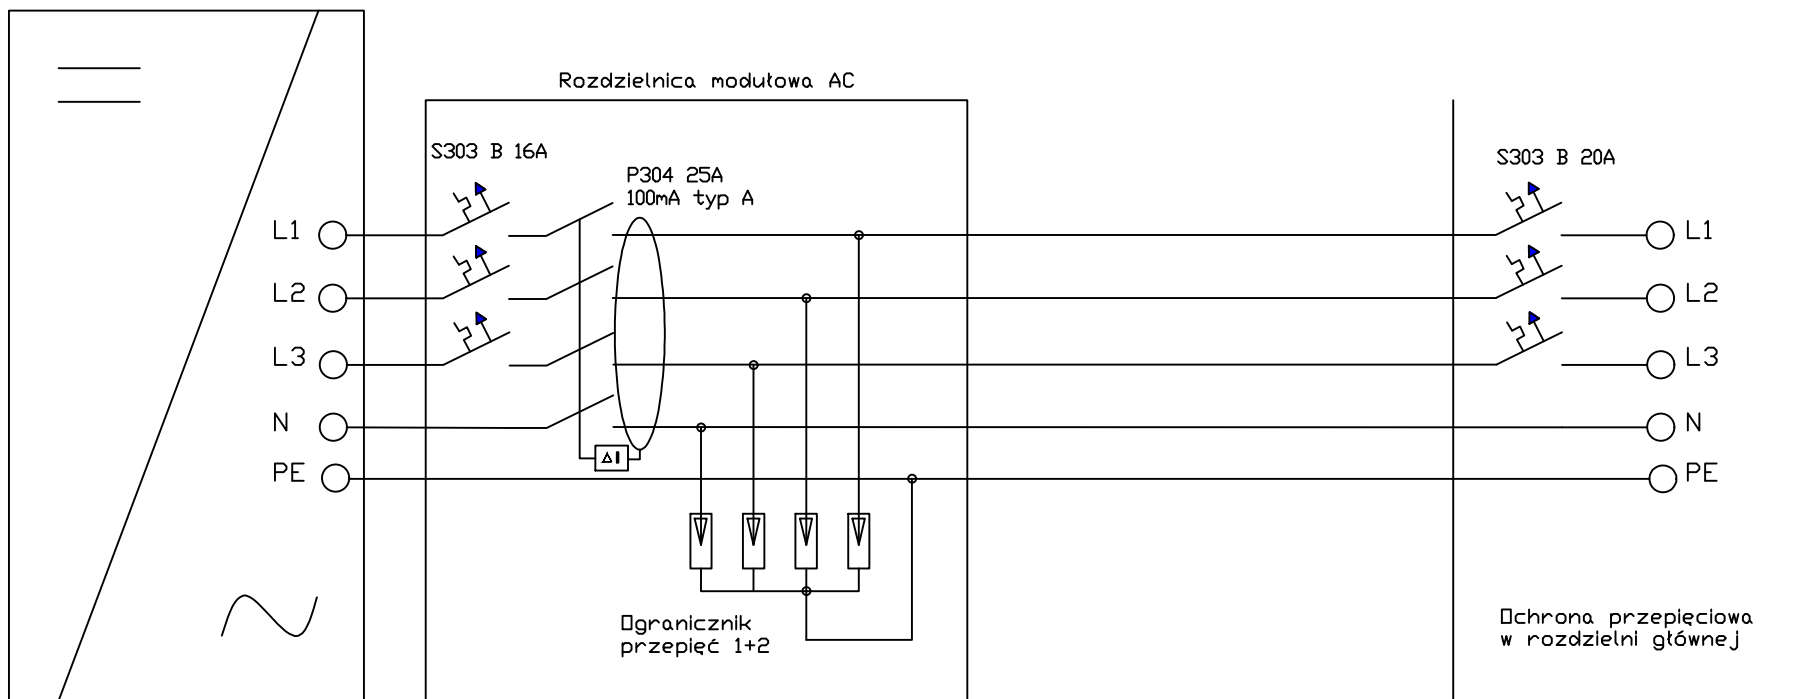 Rozdzielnica modułowa AC
S303 B 16A
P304 25A
100mA typ A
S303 B 20A
L1
L2
L3
N
PE
ΔI
L1
L2
L3
N
PE
Ogranicznik
przepięć 1+2
Ochrona przepięciowa
w rozdzielni głównej